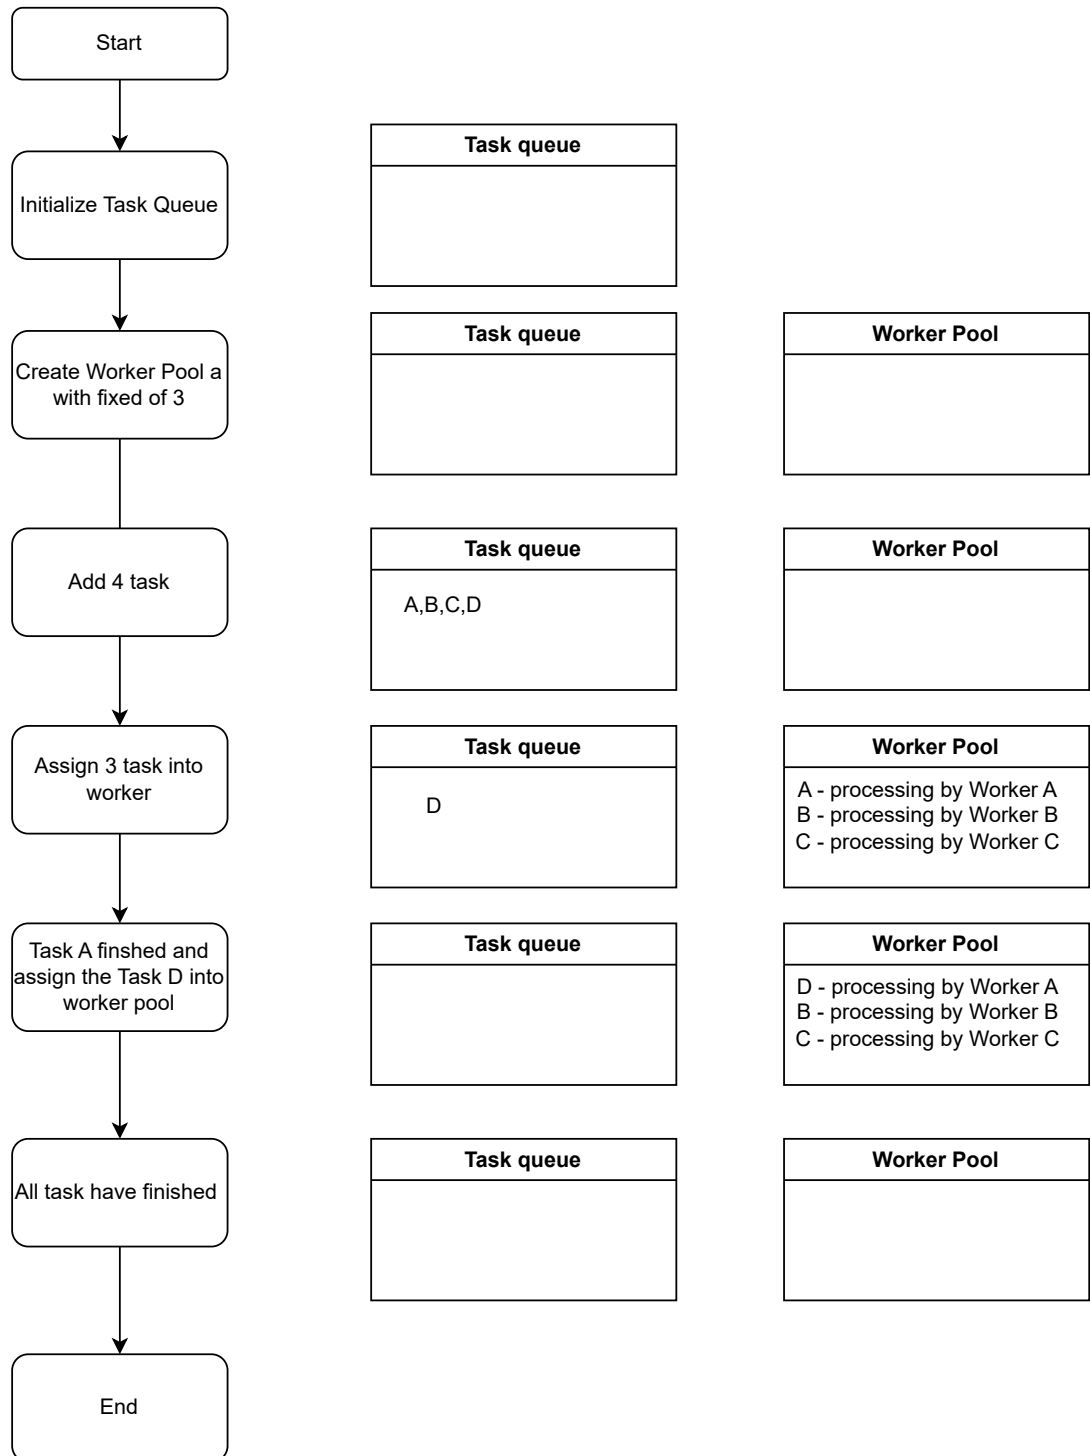 Start
Initialize Task Queue
Task queue
Create Worker Pool a
with fixed of 3
Task queue
Worker Pool
Add 4 task
Task queue
A,B,C,D
Worker Pool
Assign 3 task into
worker
Task queue
D
Worker Pool
A - processing by Worker A
B - processing by Worker B
C - processing by Worker C
Task A finshed and
assign the Task D into
worker pool
Task queue
Worker Pool
D - processing by Worker A
B - processing by Worker B
C - processing by Worker C
All task have finished
Task queue
Worker Pool
End